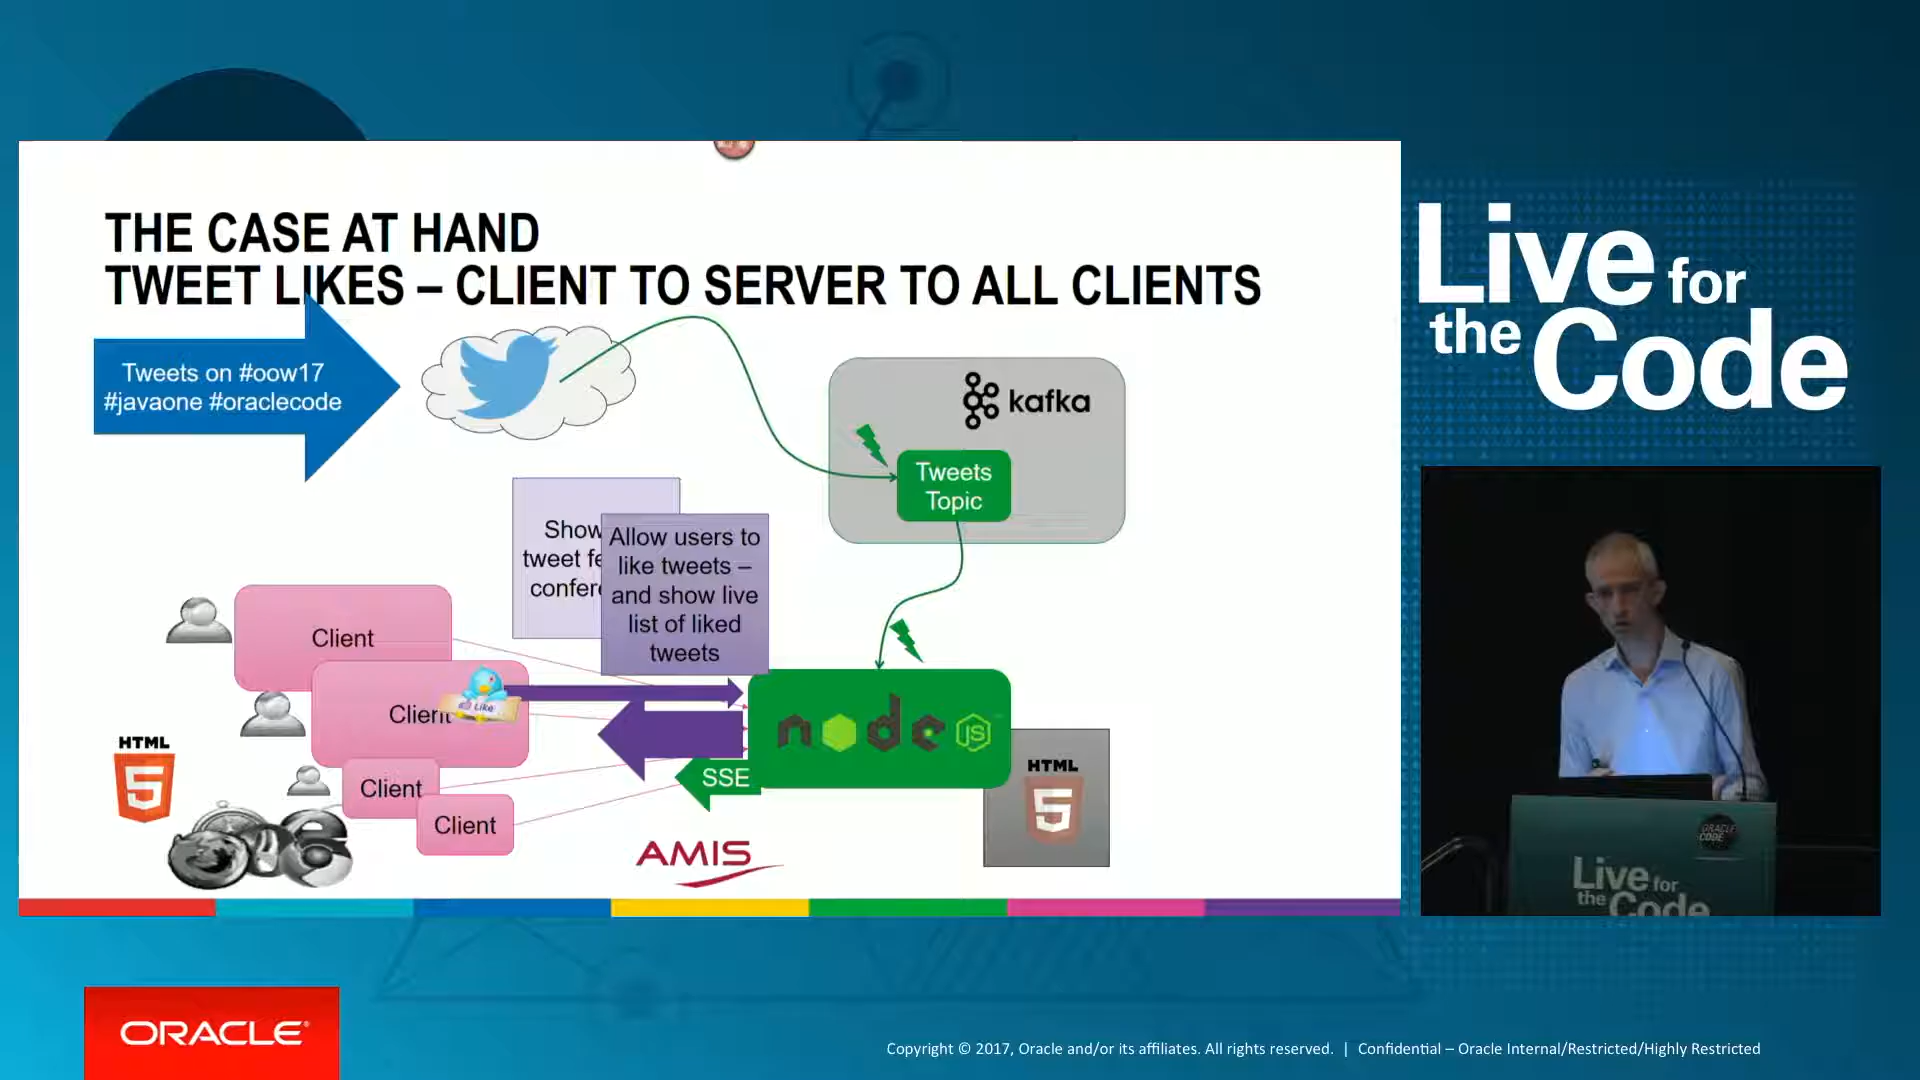 THE CASE AT HAND
TWEET LIKES – CLIENT TO SERVER TO ALL CLIENTS
Tweets on #oow17
#javaone #oraclecode
kafka
Tweets
Topic
Show
tweet fe
confere
Allow users to
like tweets –
and show live
list of liked
tweets
Client
Client
Like
Client
Client
HTML
5
node
JS
SSE
HTML
5
AMIS
Live for
the Code
ORACLE
CODE
Live for
the Code
ORACLE
Copyright © 2017, Oracle and/or its affiliates. All rights reserved. | Confidential – Oracle Internal/Restricted/Highly Restricted